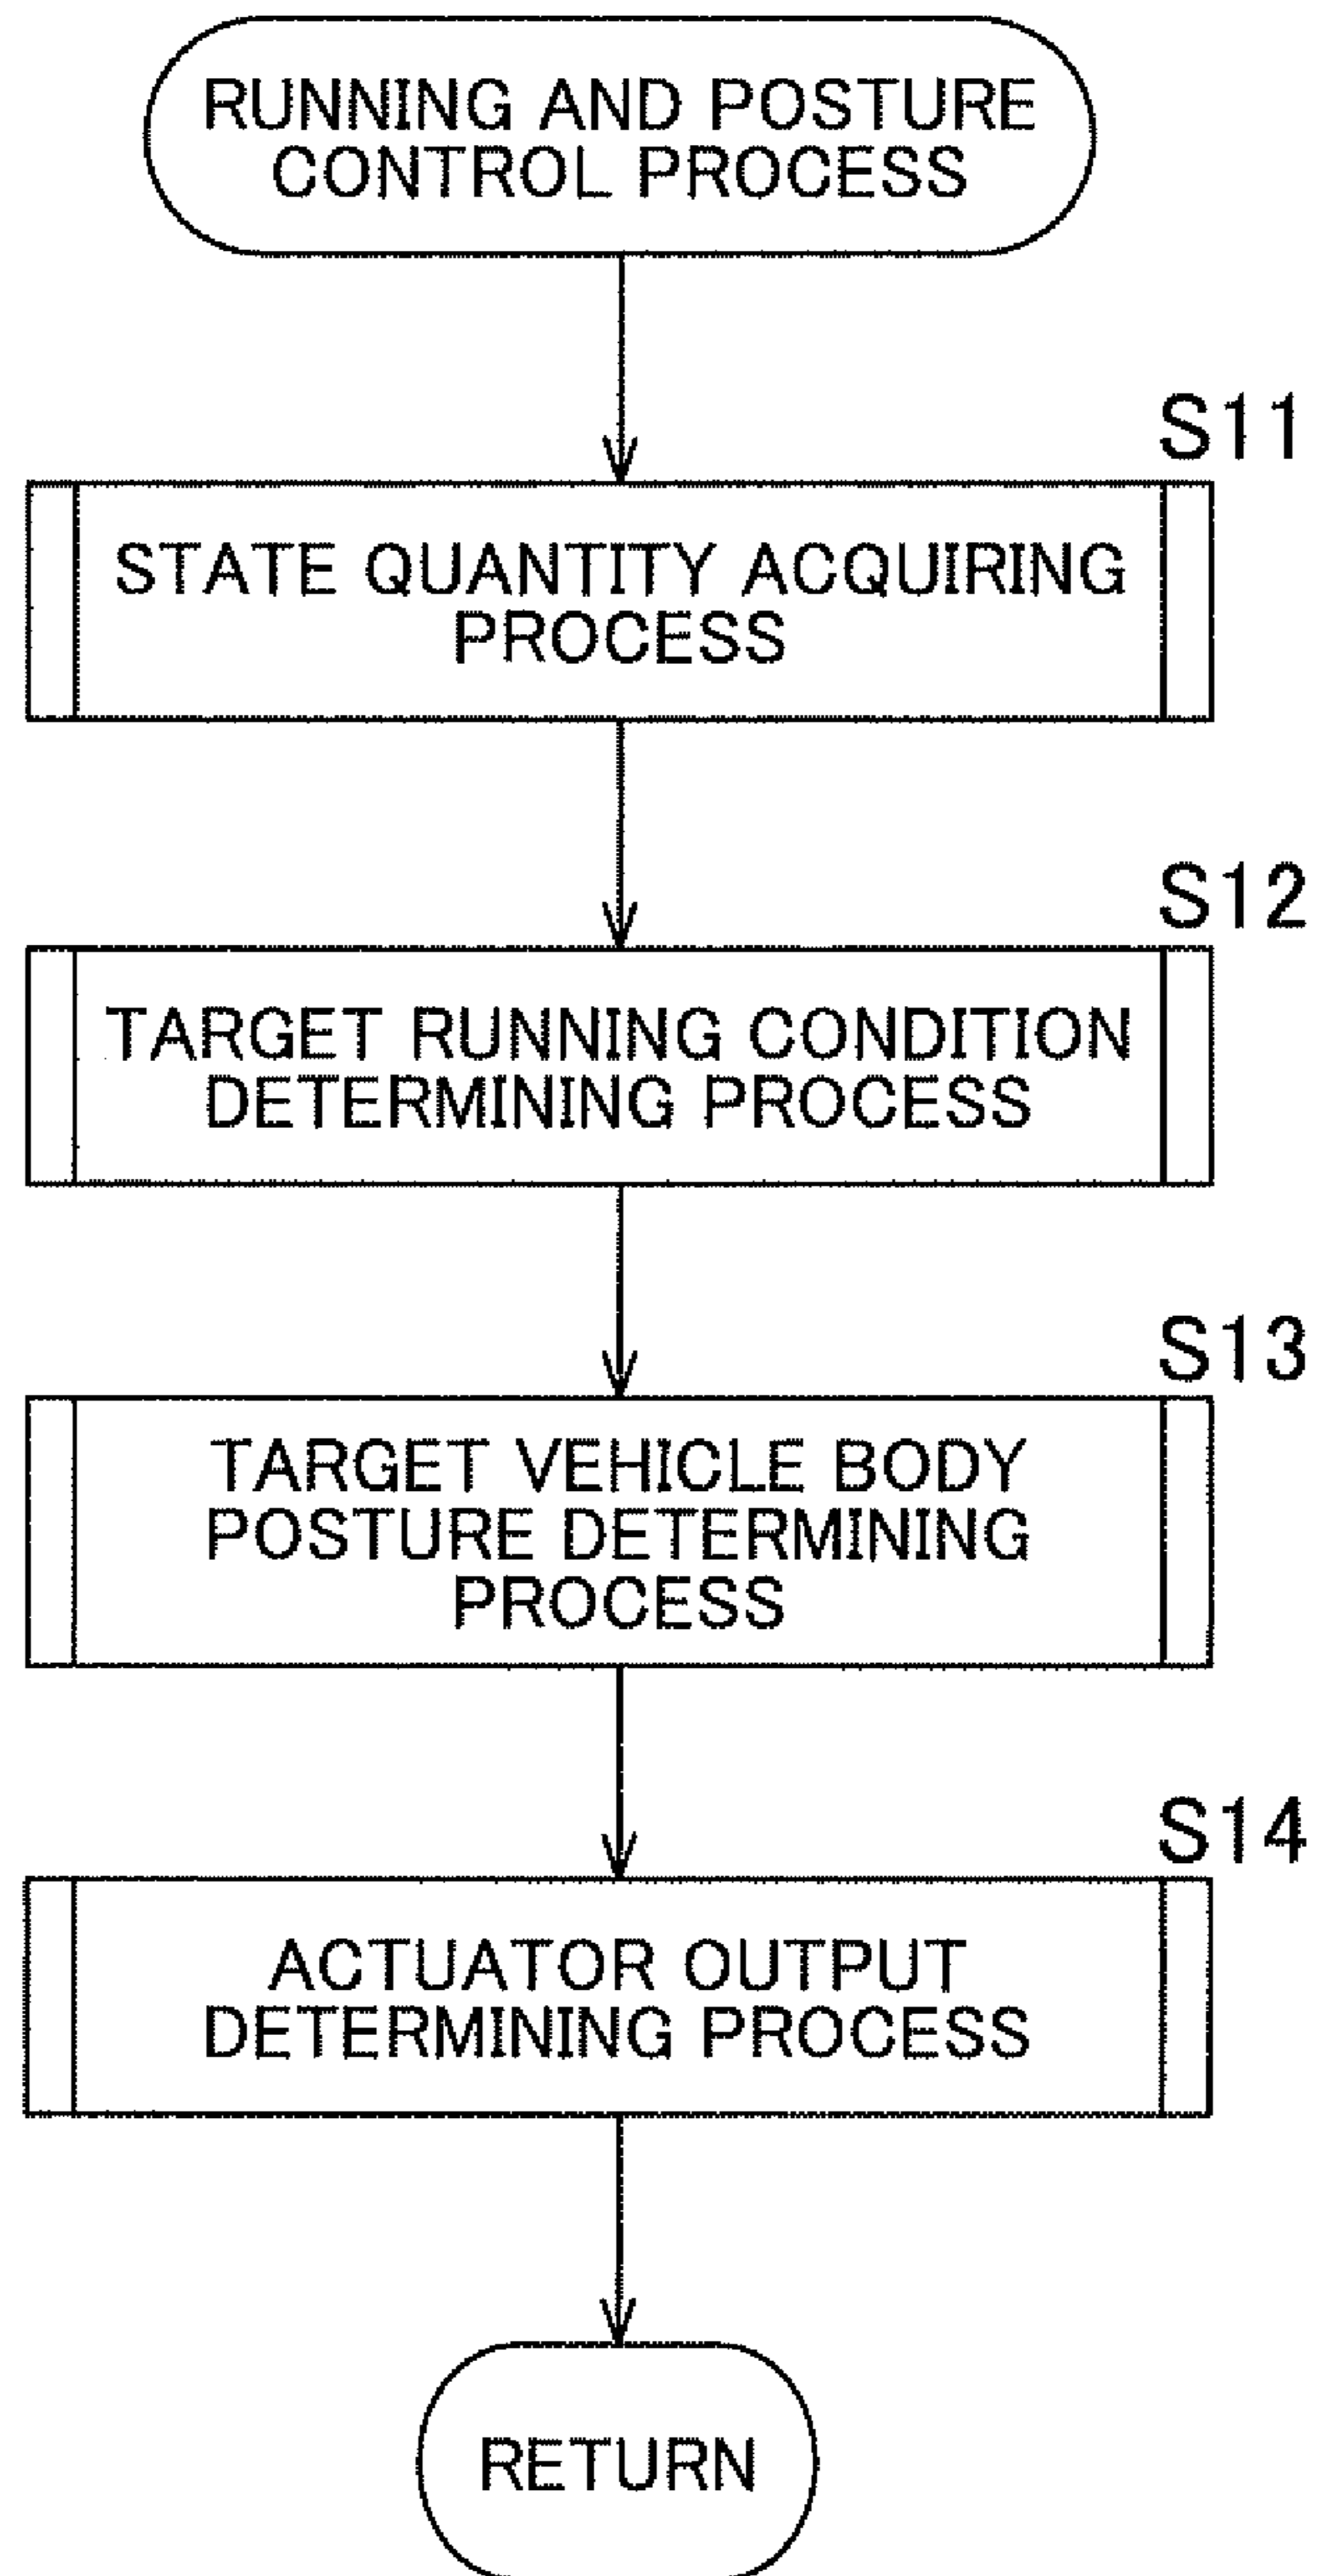 RUNNING AND POSTURE
CONTROL PROCESS
S11
STATE QUANTITY ACQUIRING
PROCESS
S12
TARGET RUNNING CONDITION
DETERMINING PROCESS
S13
TARGET VEHICLE BODY
POSTURE DETERMINING
PROCESS
S14
ACTUATOR OUTPUT
DETERMINING PROCESS
RETURN